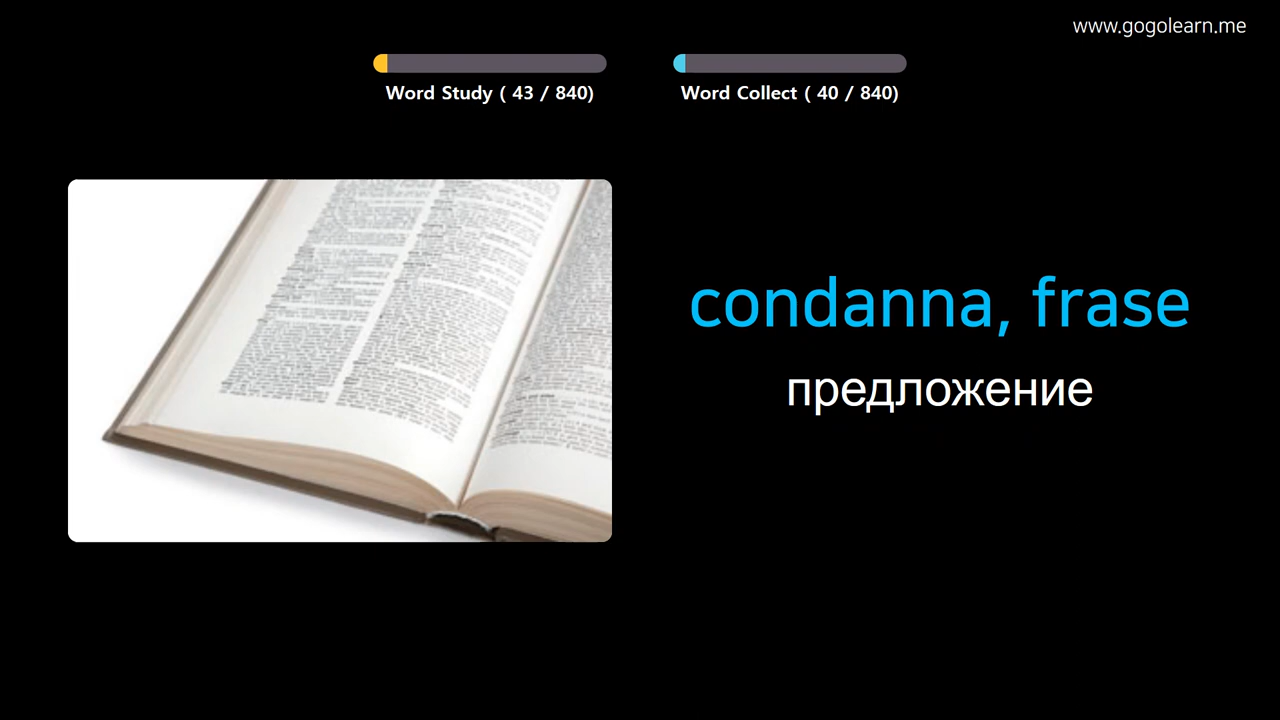 www.gogolearn.me
Word Study ( 43 / 840)
Word Collect ( 40 / 840)
condanna, frase
предложение